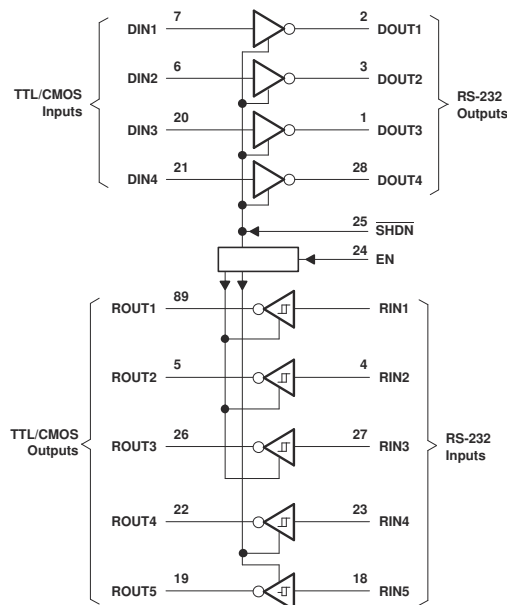 DIN1 7 2 DOUT1
DIN2 6 3 DOUT2
TTL/CMOS
Inputs
RS-232
Outputs
DIN3 20 1 DOUT3
DIN4 21 28 DOUT4
25 SHDN
24 EN
ROUT1 89 RIN1
ROUT2 5 4 RIN2
TTL/CMOS
Outputs
ROUT3 26 27 RIN3
RS-232
Inputs
ROUT4 22 23 RIN4
ROUT5 19 18 RIN5